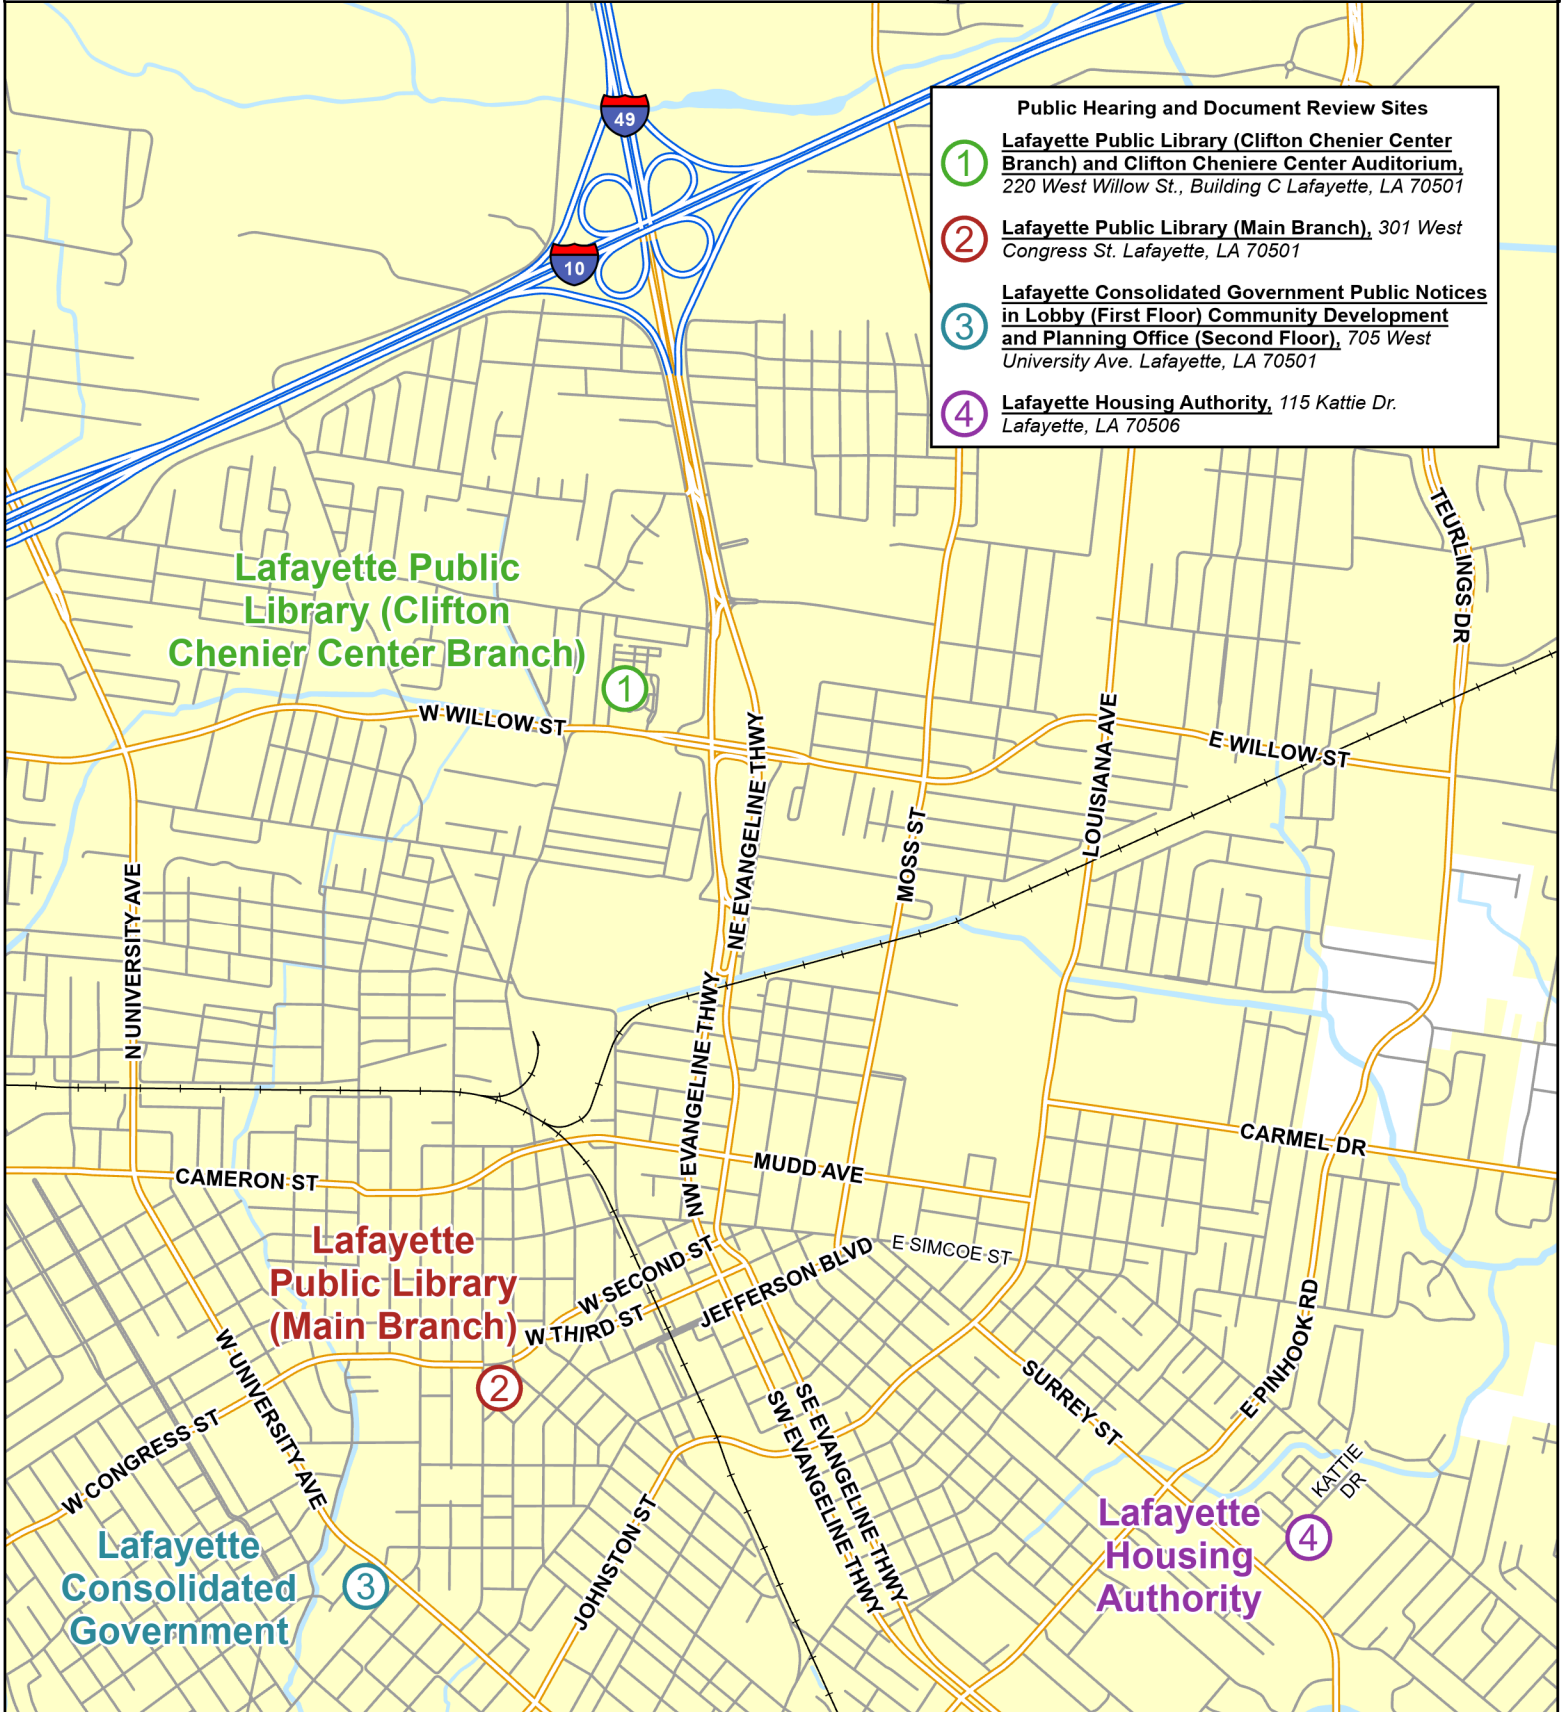 49
10
Public Hearing and Document Review Sites
1
Lafayette Public Library (Clifton Chenier Center
Branch) and Clifton Cheniere Center Auditorium,
220 West Willow St., Building C Lafayette, LA 70501
2
Lafayette Public Library (Main Branch), 301 West
Congress St. Lafayette, LA 70501
3
Lafayette Consolidated Government Public Notices
in Lobby (First Floor) Community Development
and Planning Office (Second Floor), 705 West
University Ave. Lafayette, LA 70501
4
Lafayette Housing Authority, 115 Kattie Dr.
Lafayette, LA 70506
TEURLINGS DR
Lafayette Public
Library (Clifton
Chenier Center Branch)
1
W WILLOW ST
NE EVANGELINE THWY
LOUISIANA AVE
E WILLOW ST
MOSS ST
N UNIVERSITY AVE
NW EVANGELINE THWY
CARMEL DR
CAMERON ST
MUDD AVE
E SIMCOE ST
Lafayette
Public Library
(Main Branch)
2
W SECOND ST
W THIRD ST
JEFFERSON BLVD
E PINHOOK RD
SURREY ST
W UNIVERSITY AVE
W CONGRESS ST
SE EVANGELINE THWY
SW EVANGELINE THWY
JOHNSTON ST
KATTIE
DR
Lafayette
Housing
Authority
4
Lafayette
Consolidated
Government
3